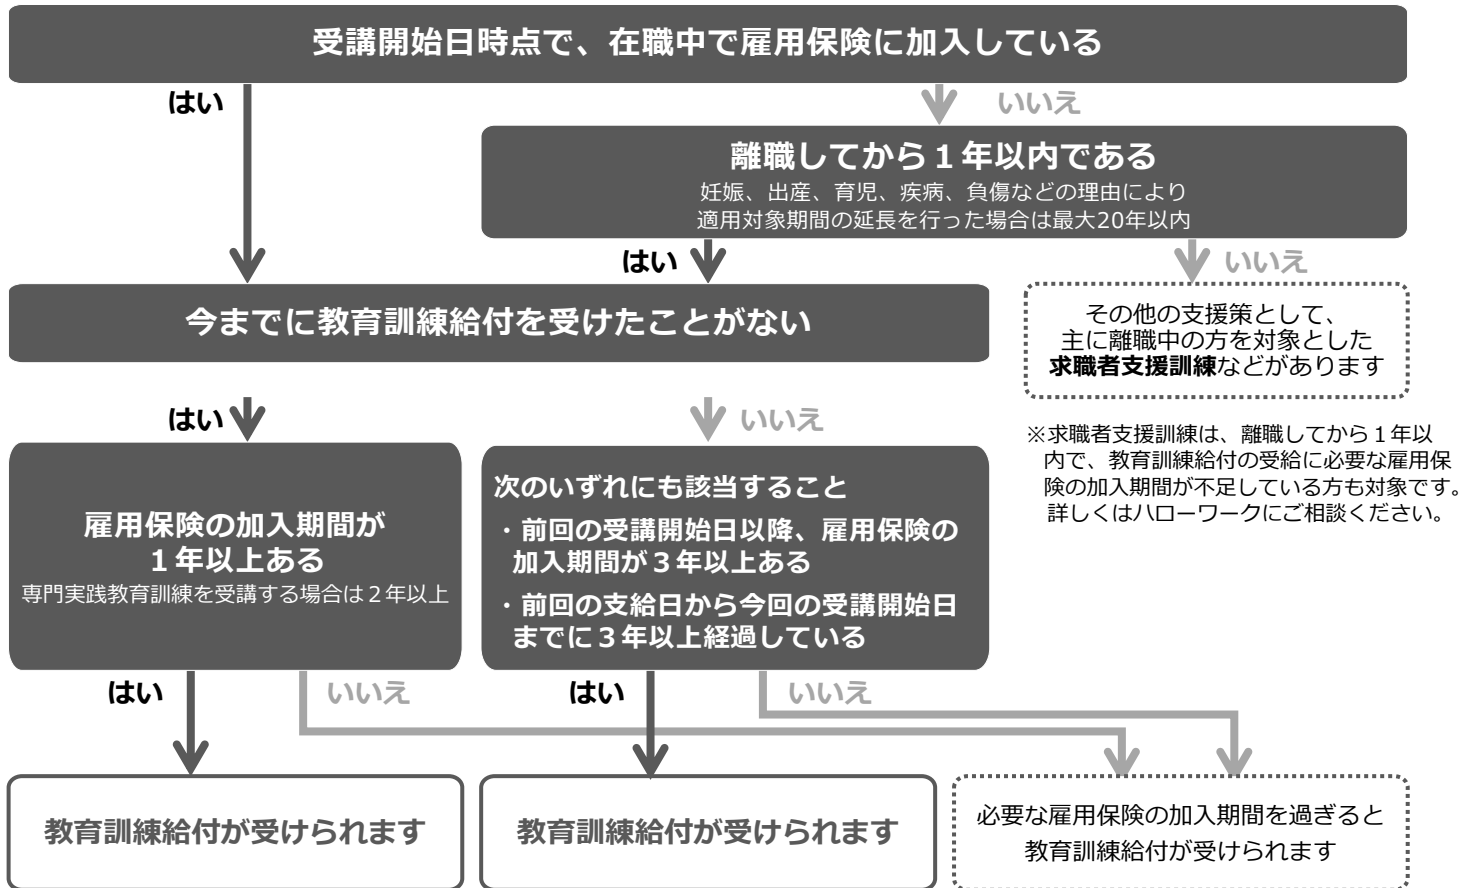 受講開始日時点で、在職中で雇用保険に加入している
はい
いいえ
離職してから１年以内である
妊娠、出産、育児、疾病、負傷などの理由により
適用対象期間の延長を行った場合は最大20年以内
はい
いいえ
今までに教育訓練給付を受けたことがない
その他の支援策として、
主に離職中の方を対象とした
求職者支援訓練などがあります
※求職者支援訓練は、離職してから１年以
内で、教育訓練給付の受給に必要な雇用保
険の加入期間が不足している方も対象です。
詳しくはハローワークにご相談ください。
はい
いいえ
雇用保険の加入期間が
１年以上ある
専門実践教育訓練を受講する場合は２年以上
次のいずれにも該当すること
・前回の受講開始日以降、雇用保険の
加入期間が３年以上ある
・前回の支給日から今回の受講開始日
までに３年以上経過している
はい
いいえ
はい
いいえ
教育訓練給付が受けられます
教育訓練給付が受けられます
必要な雇用保険の加入期間を過ぎると
教育訓練給付が受けられます